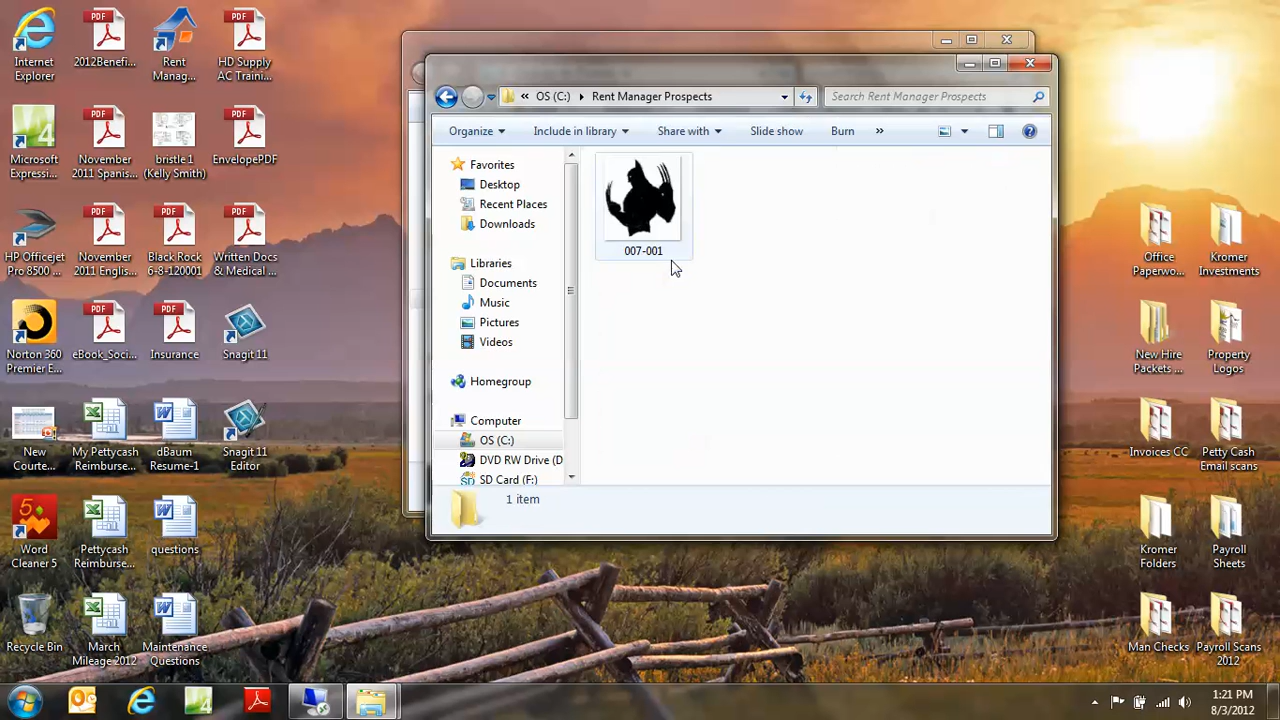 Internet
Explorer
2012Benefi...
Rent
Manag...
HD Supply
AC Traini...
Microsoft
Expressi...
November
2011 Spanis...
bristle 1
(Kelly Smith)
EnvelopePDF
HP Officejet
Pro 8500 ...
November
2011 Englis...
Black Rock
6-8-120001
Written Docs
& Medical ...
Norton 360
Premier E...
eBook_Soci...
Insurance
Snagit 11
New
Courte...
My Pettycash
Reimburse...
dBaum
Resume-1
Snagit 11
Editor
Word
Cleaner 5
Pettycash
Reimburse...
questions
Recycle Bin
March
Mileage 2012
Maintenance
Questions
« OS (C:) Rent Manager Prospects
Search Rent Manager Prospects
Organize Include in library Share with Slide show Burn »
Favorites
Desktop
Recent Places
Downloads
Libraries
Documents
Music
Pictures
Videos
Homegroup
Computer
OS (C:)
DVD RW Drive (D
SD Card (F:)
007-001
1 item
Office
Paperwo...
Kromer
Investments
New Hire
Packets ...
Property
Logos
Invoices CC
Petty Cash
Email scans
Kromer
Folders
Payroll
Sheets
Man Checks
Payroll Scans
2012
1:21 PM
8/3/2012